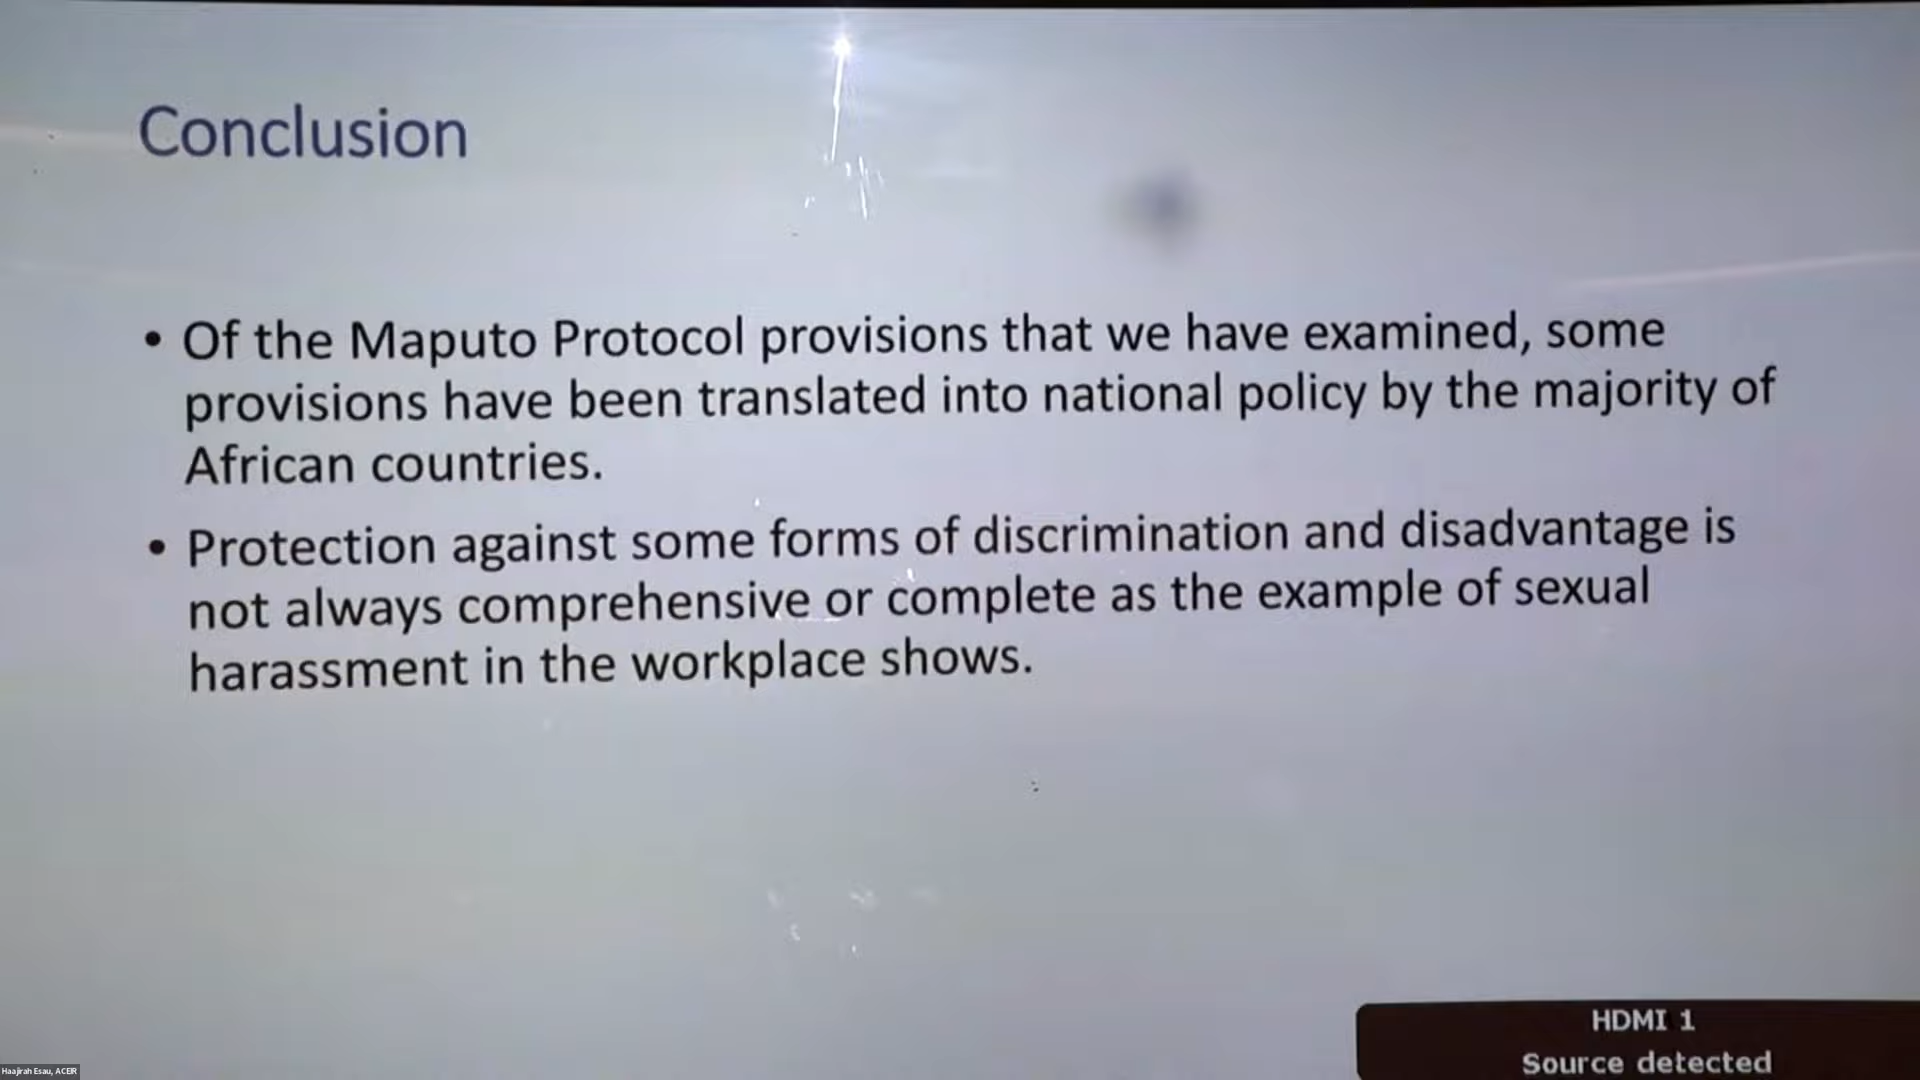 Conclusion
• Of the Maputo Protocol provisions that we have examined, some
provisions have been translated into national policy by the majority of
African countries.
• Protection against some forms of discrimination and disadvantage is
not always comprehensive or complete as the example of sexual
harassment in the workplace shows.
HDMI 1
Source detected
Haajirah Esau, ACEIR